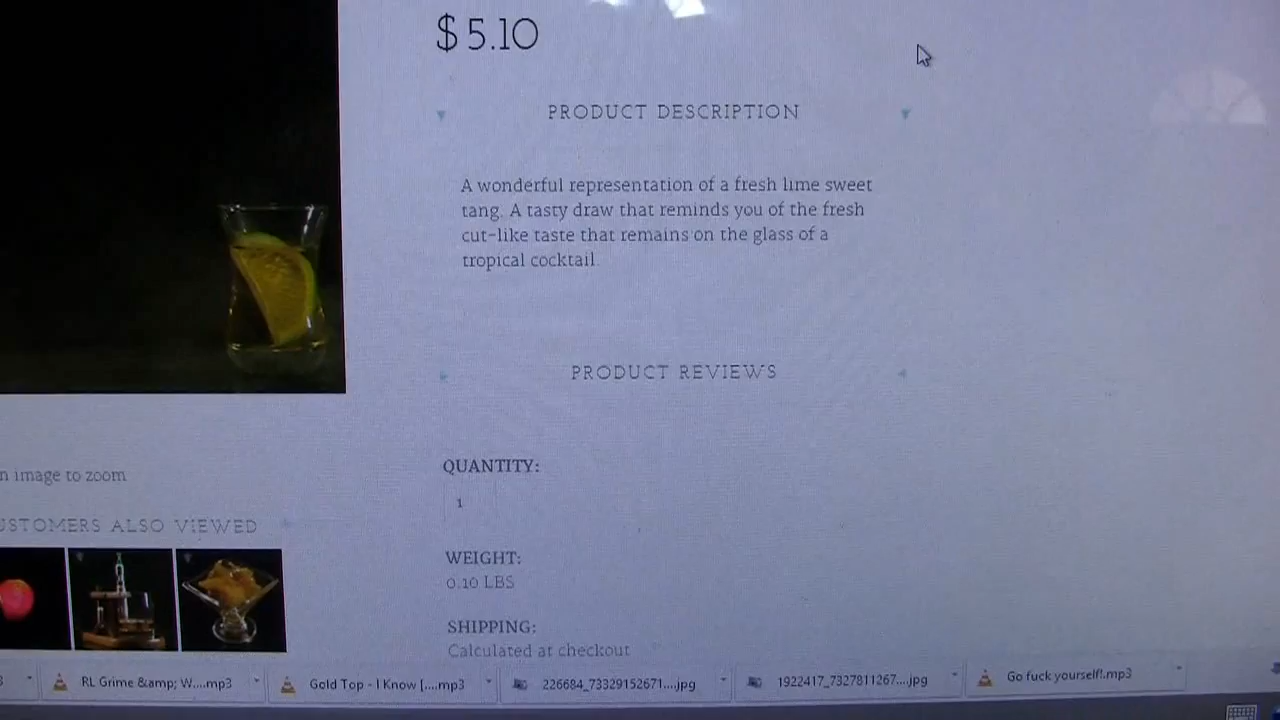 $5.10
PRODUCT DESCRIPTION
A wonderful representation of a fresh lime sweet
tang. A tasty draw that reminds you of the fresh
cut-like taste that remains on the glass of a
tropical cocktail.
PRODUCT REVIEWS
QUANTITY:
1
WEIGHT:
0.10 LBS
SHIPPING:
Calculated at checkout
n image to zoom
USTOMERS ALSO VIEWED
3
RL Grime &amp; W....mp3
Gold Top - I Know [....mp3
226684_73329152671....jpg
1922417_7327811267....jpg
Go fuck yourself!.mp3